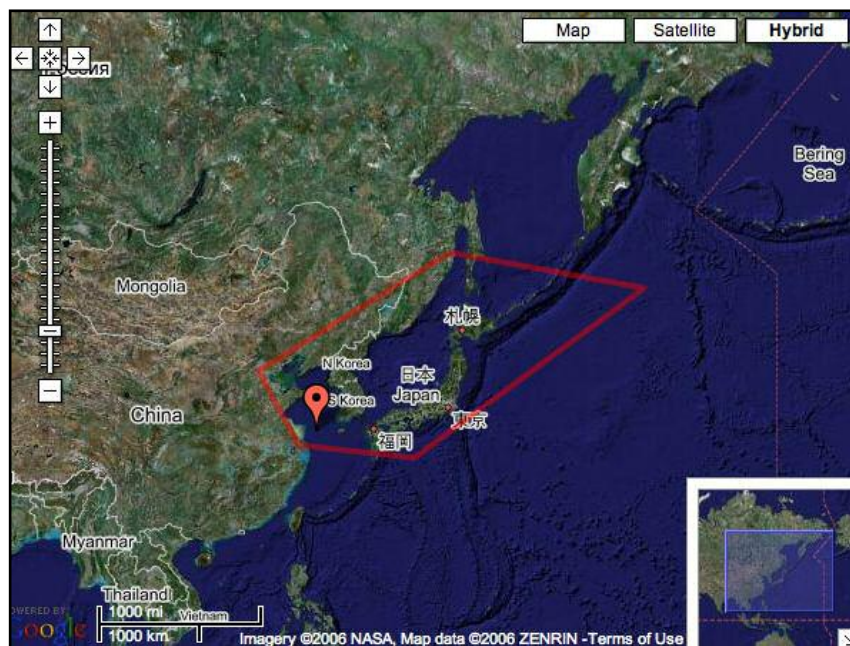 Map
Satellite
Hybrid
Россия
Bering
Sea
Mongolia
札幌
N Korea
日本
Japan
S Korea
China
東京
福岡
Myanmar
Thailand
Vietnam
POWERED BY
Google
1000 mi
1000 km
Imagery ©2006 NASA, Map data ©2006 ZENRIN -Terms of Use